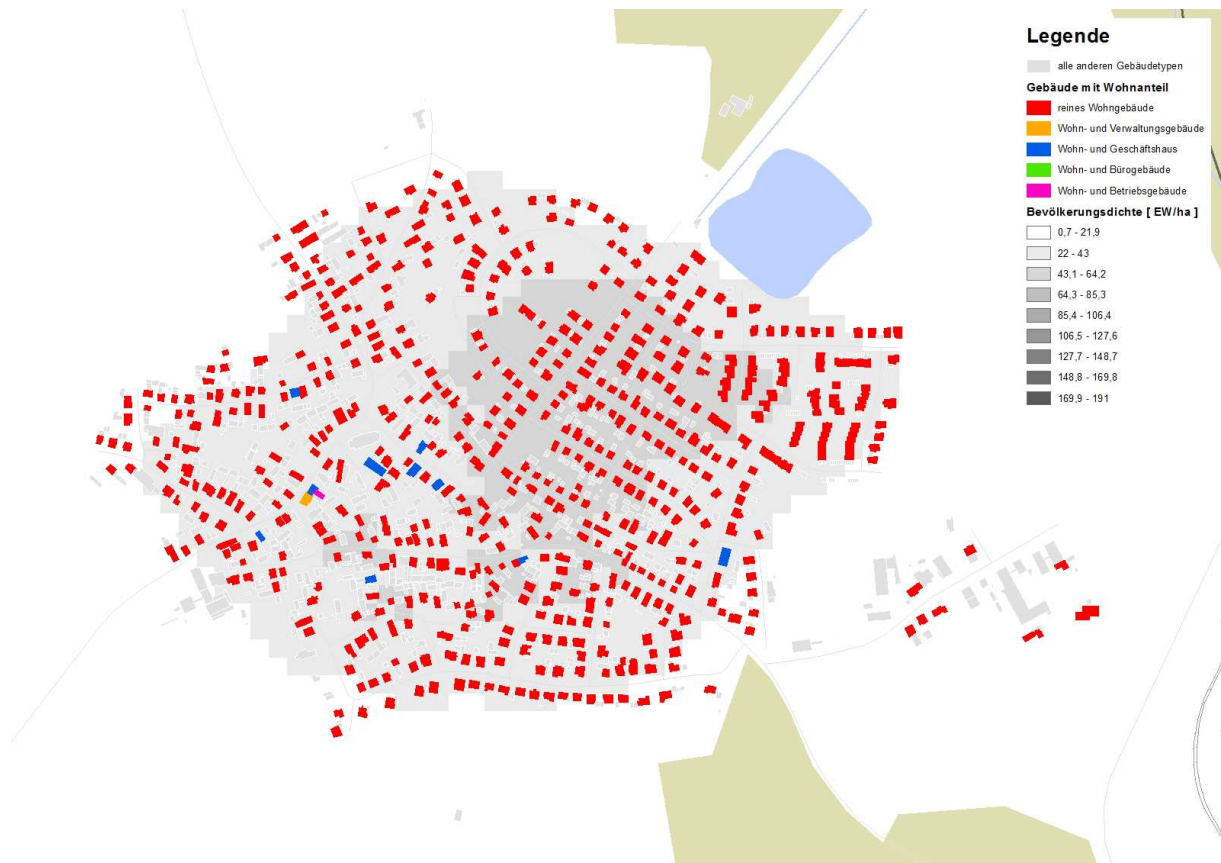 Legende
alle anderen Gebäudetypen
Gebäude mit Wohnanteil
reines Wohngebäude
Wohn- und Verwaltungsgebäude
Wohn- und Geschäftshaus
Wohn- und Bürogebäude
Wohn- und Betriebsgebäude
Bevölkerungsdichte [ EW/ha ]
0,7 - 21,9
22 - 43
43,1 - 64,2
64,3 - 85,3
85,4 - 106,4
106,5 - 127,6
127,7 - 148,7
148,8 - 169,8
169,9 - 191